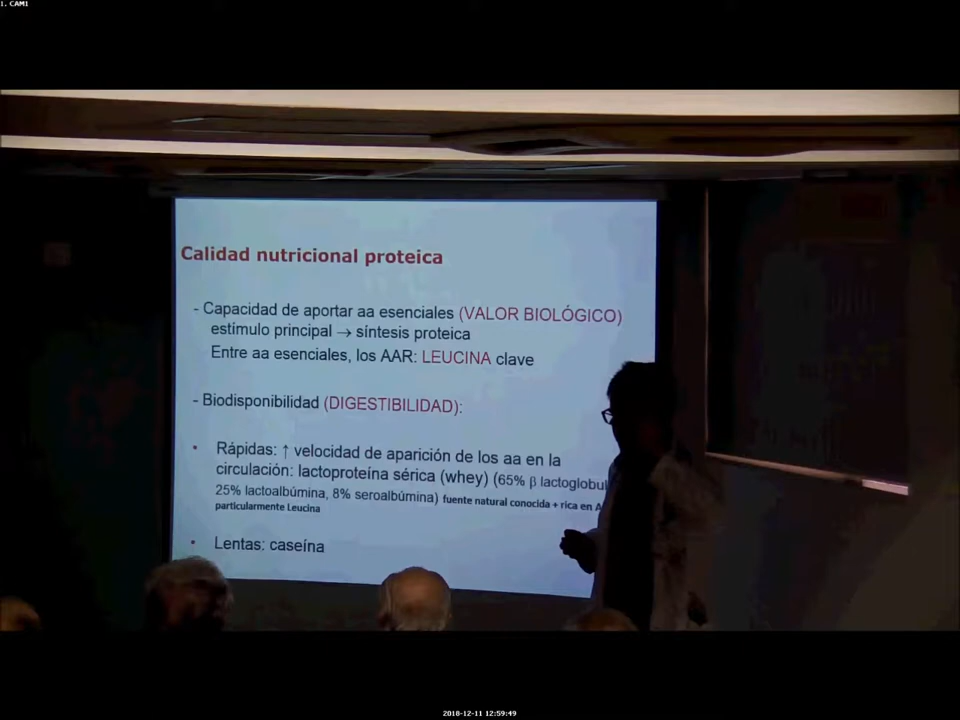 1. CAM1
Calidad nutricional proteica
- Capacidad de aportar aa esenciales (VALOR BIOLÓGICO)
estímulo principal → síntesis proteica
Entre aa esenciales, los AAR: LEUCINA clave
- Biodisponibilidad (DIGESTIBILIDAD):
• Rápidas: ↑ velocidad de aparición de los aa en la
circulación: lactoproteína sérica (whey) (65% β lactoglobul
25% lactoalbúmina, 8% seroalbúmina) fuente natural conocida + rica en A
particularmente Leucina
• Lentas: caseína
2018-12-11 12:59:49